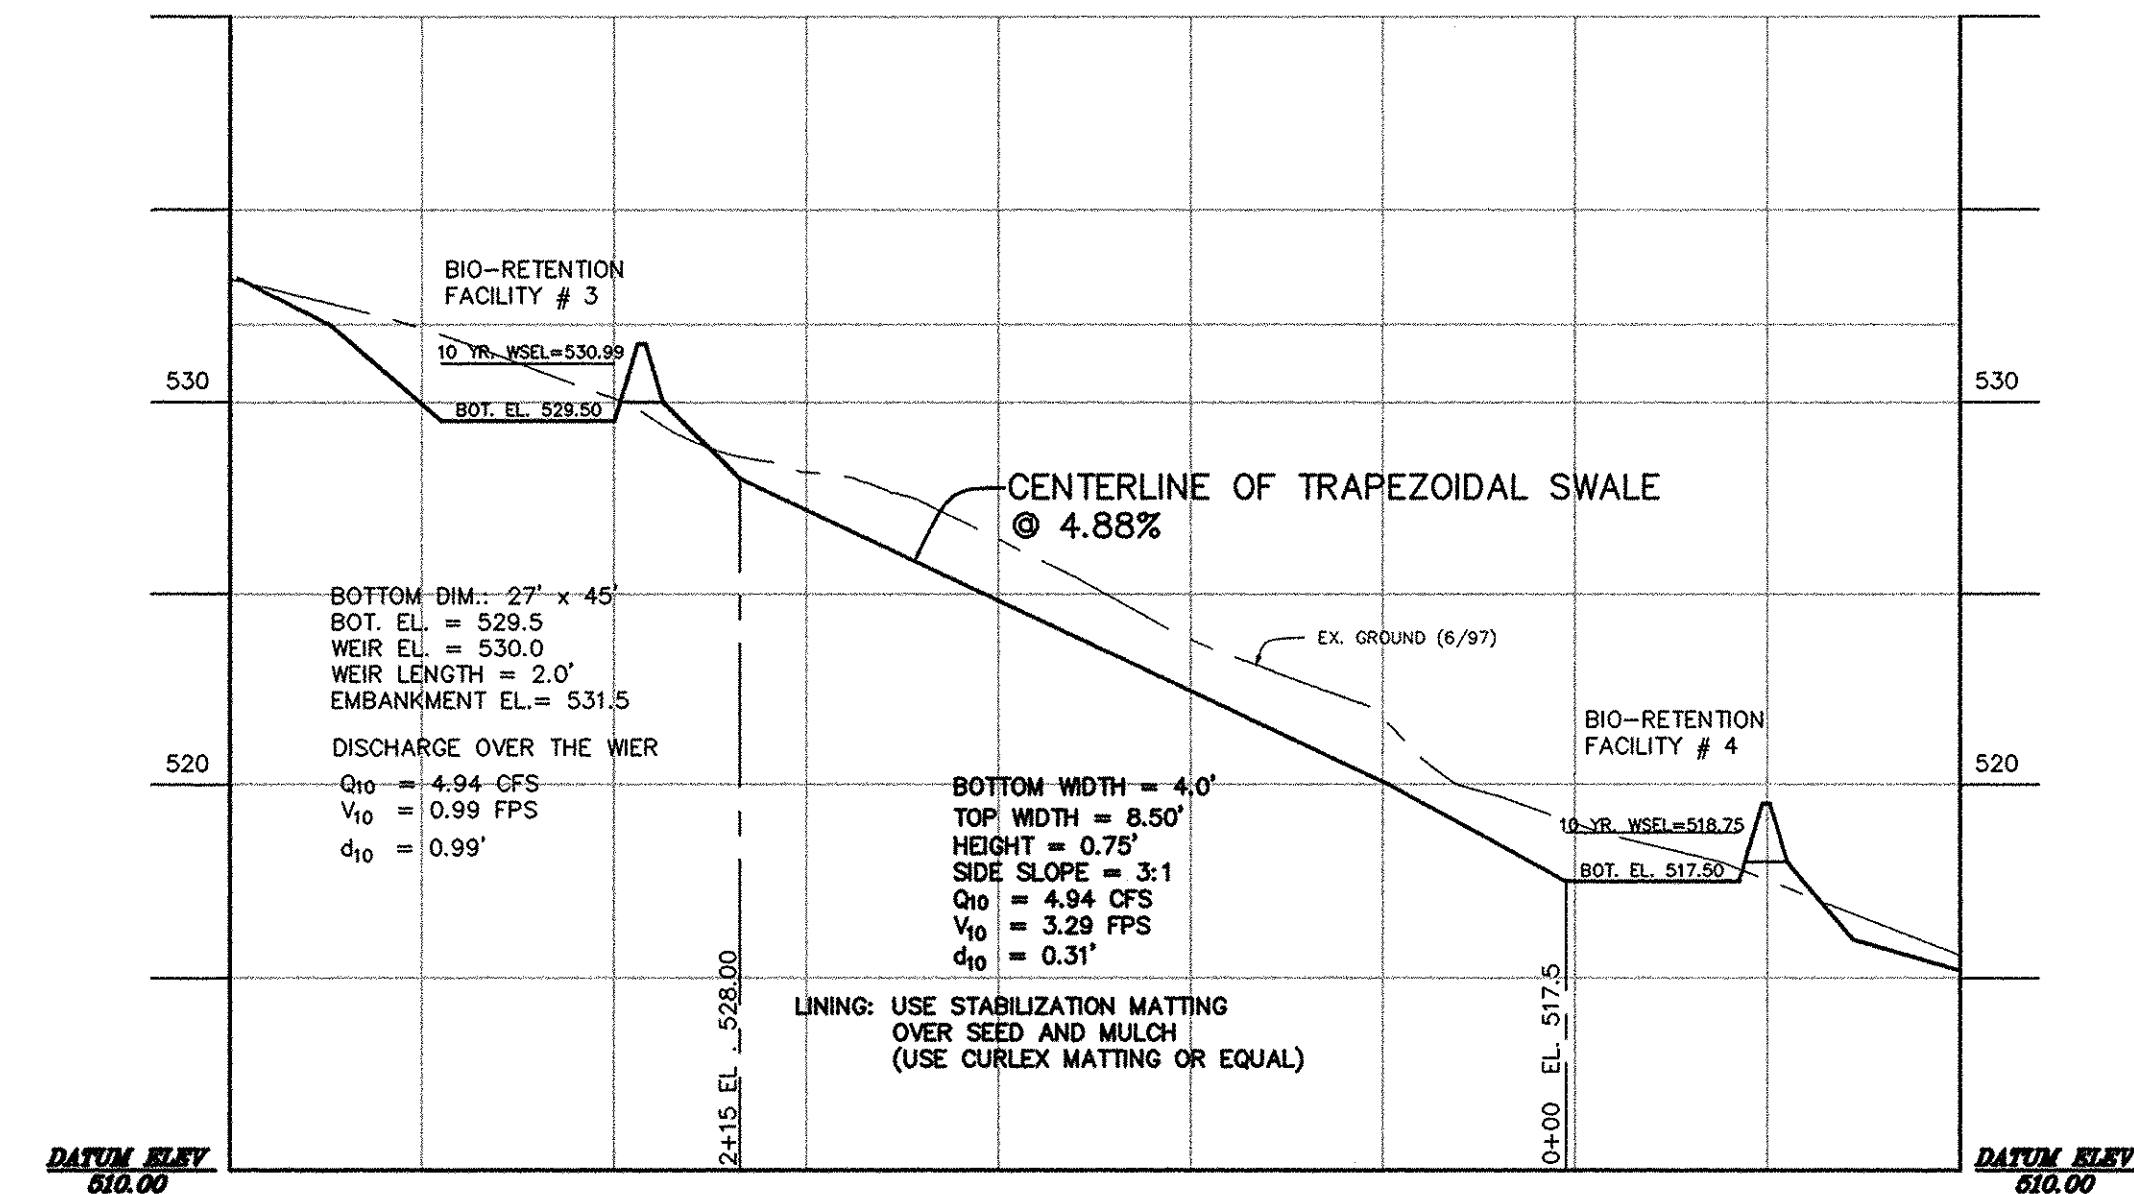 BIO-RETENTION
FACILITY # 3
10 YR. WSEL=530.99
530
530
BOT. EL. 529.50
CENTERLINE OF TRAPEZOIDAL SWALE
@ 4.88%
BOTTOM DIM.: 27' x 45'
BOT. EL. = 529.5
WEIR EL. = 530.0
WEIR LENGTH = 2.0'
EMBANKMENT EL.= 531.5
EX. GROUND (6/97)
DISCHARGE OVER THE WIER
Q10 = 4.94 CFS
V10 = 0.99 FPS
d10 = 0.99'
BIO-RETENTION
FACILITY # 4
520
520
BOTTOM WIDTH = 4.0'
TOP WIDTH = 8.50'
HEIGHT = 0.75'
SIDE SLOPE = 3:1
Q10 = 4.94 CFS
V10 = 3.29 FPS
d10 = 0.31'
10 YR. WSEL=518.75
BOT. EL. 517.50
LINING: USE STABILIZATION MATTING
OVER SEED AND MULCH
(USE CURLEX MATTING OR EQUAL)
2+15 EL . 528.00
0+00 EL. 517.5
DATUM ELEV
510.00
DATUM ELEV
510.00